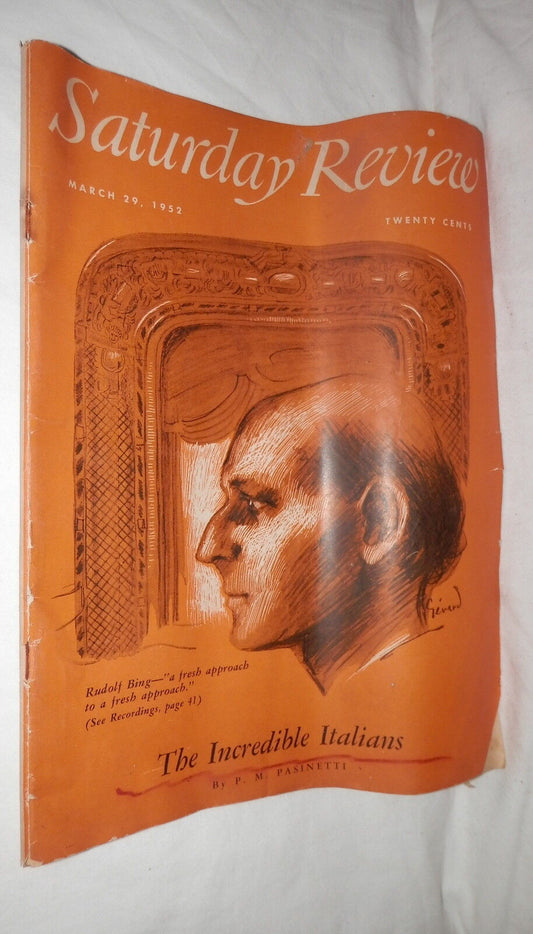 Saturday Review
MARCH 29, 1952
TWENTY CENTS
Gérard
Rudolf Bing—"a fresh approach
to a fresh approach."
(See Recordings, page 41)
The Incredible Italians
By P. M. PASINETTI